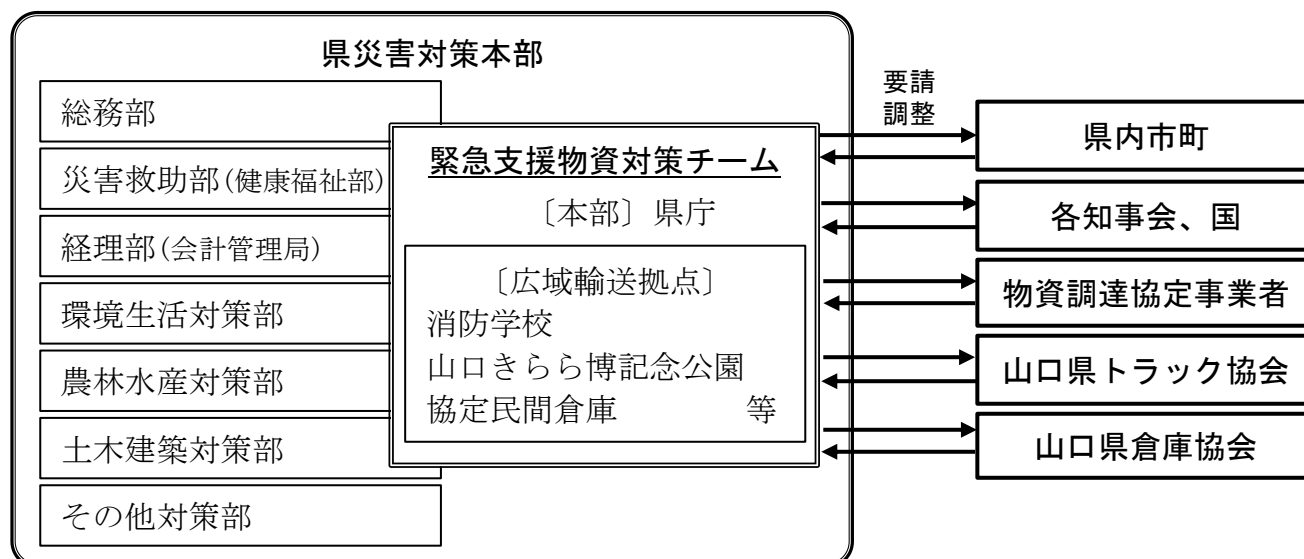 県災害対策本部
総務部
災害救助部(健康福祉部)
経理部(会計管理局)
環境生活対策部
農林水産対策部
土木建築対策部
その他対策部
緊急支援物資対策チーム
〔本部〕県庁
〔広域輸送拠点〕
消防学校
山口きらら博記念公園
協定民間倉庫 等
要請
調整
県内市町
各知事会、国
物資調達協定事業者
山口県トラック協会
山口県倉庫協会